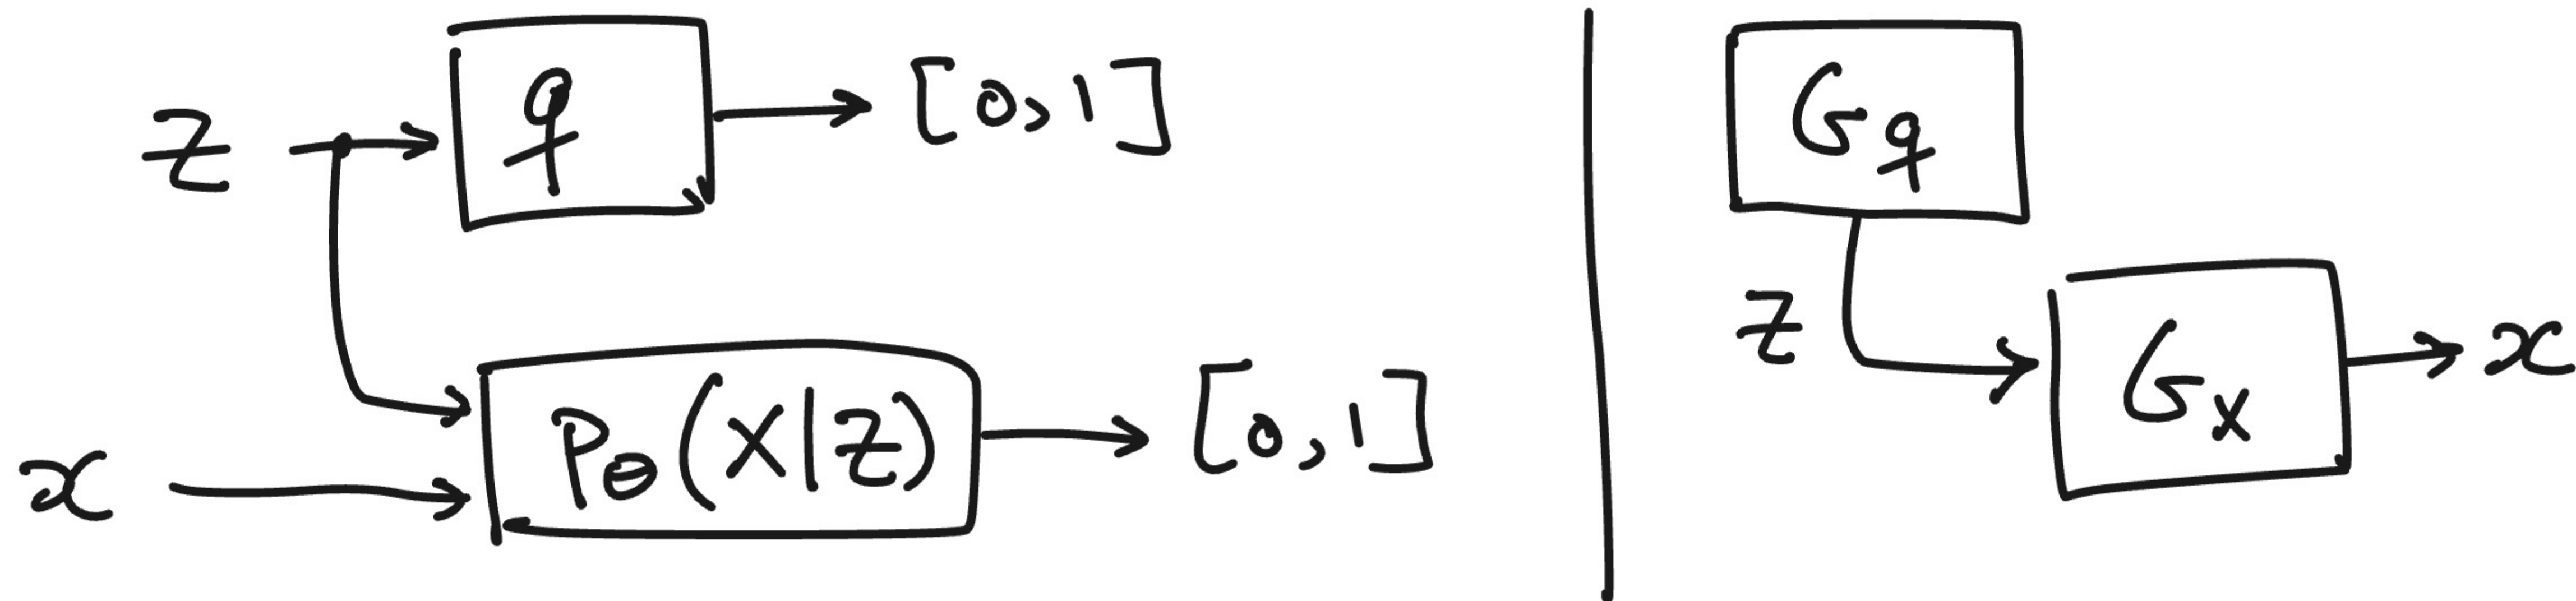 z q [0,1]
x Pθ(x|z) [0,1]
Gq
z Gx x